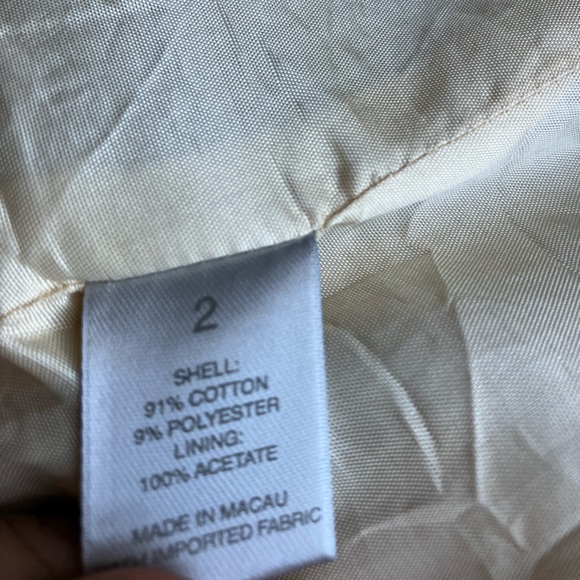 2
SHELL:
91% COTTON
9% POLYESTER
LINING:
100% ACETATE
MADE IN MACAU
IMPORTED FABRIC